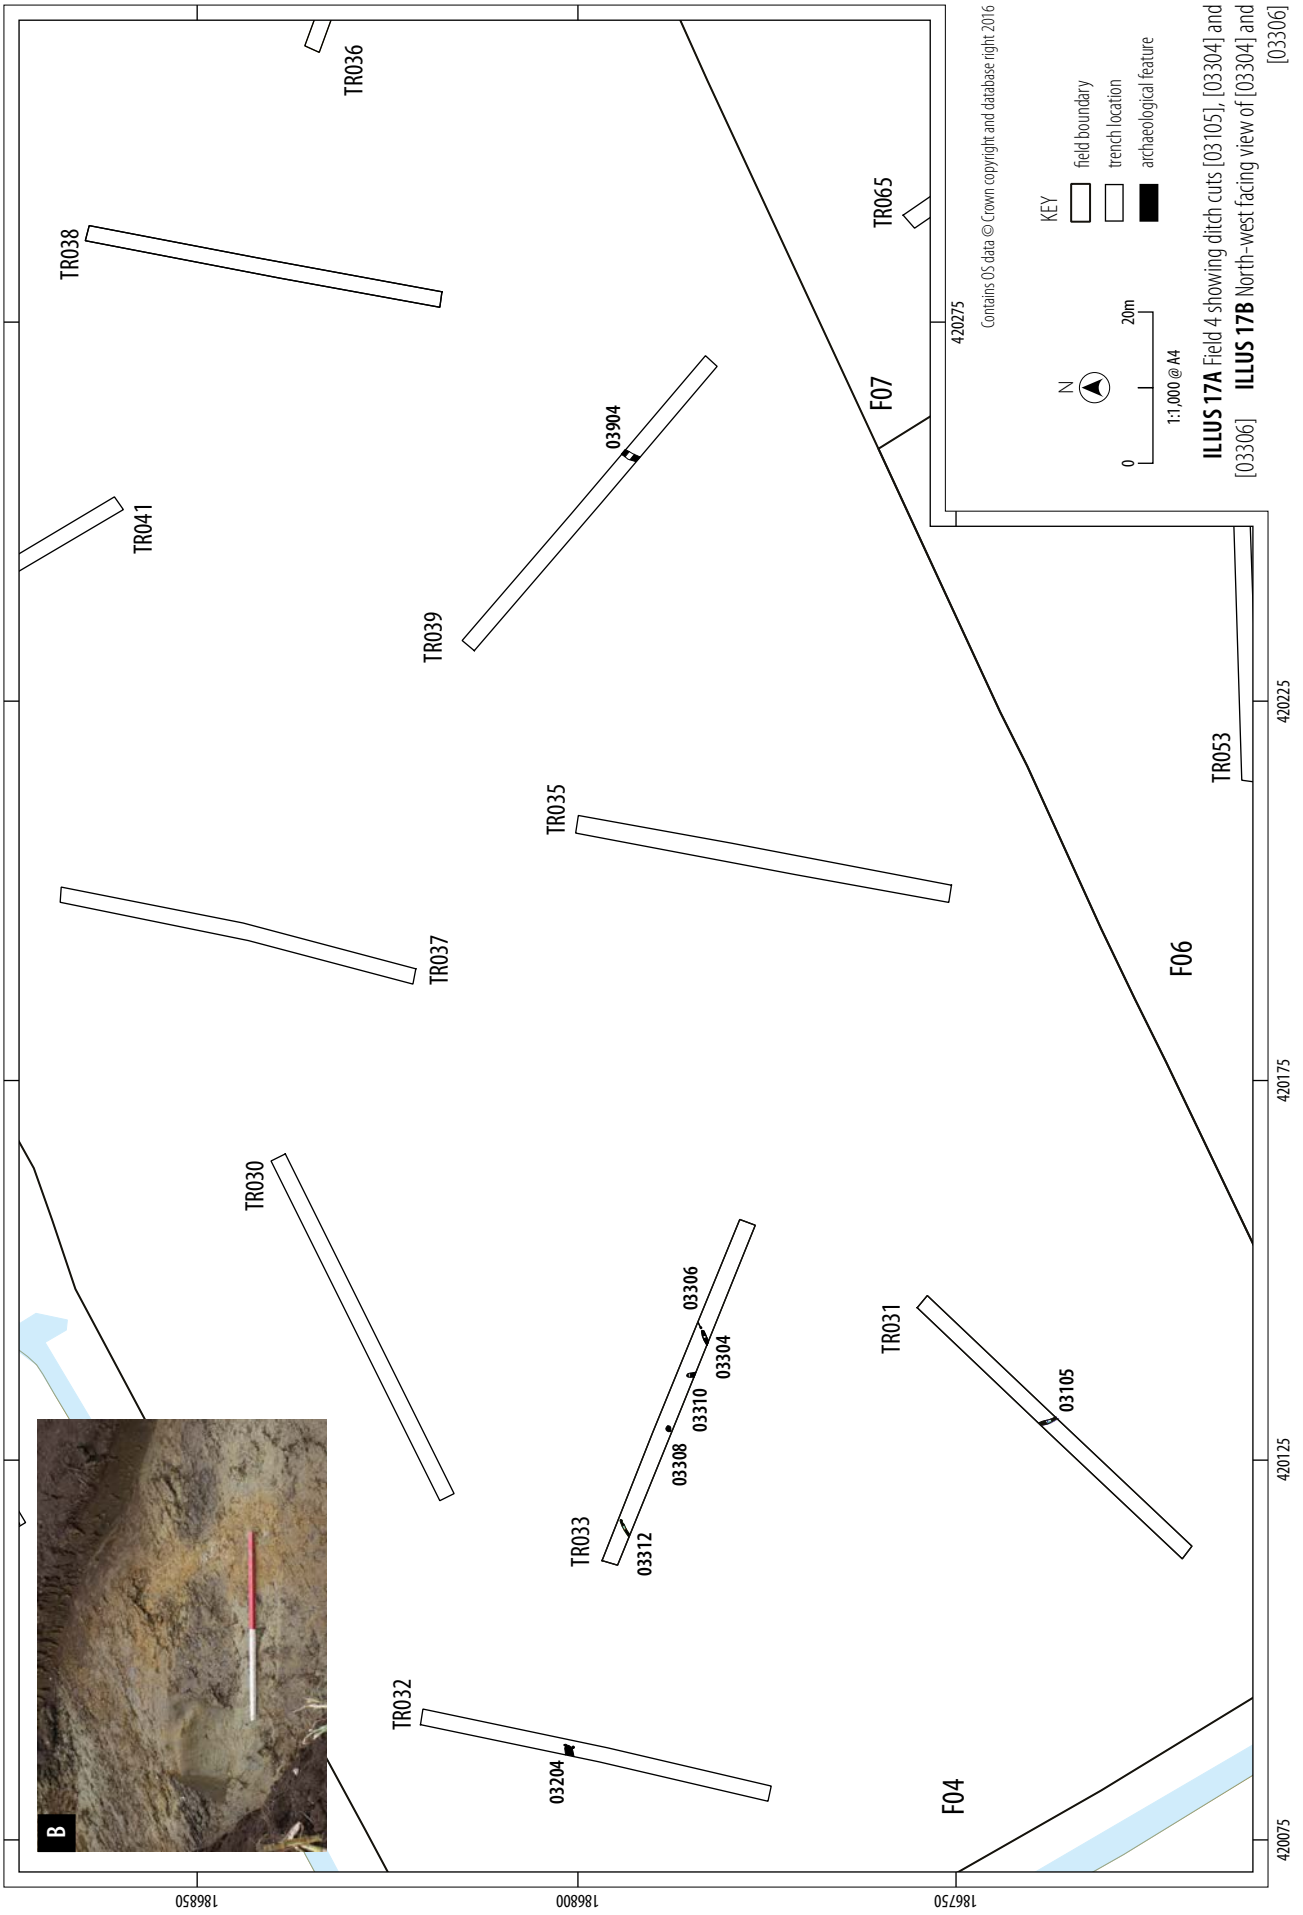 B
TR041
TR038
TR036
TR037
TR030
TR039
03904
TR032
03204
TR033
03312
03308
03310
03304
03306
TR035
TR031
03105
TR065
TR053
F04
F06
F07
186850
186800
186750
420075
420125
420175
420225
420275
Contains OS data © Crown copyright and database right 2016
N
0
20m
1:1,000 @ A4
KEY
field boundary
trench location
archaeological feature
ILLUS 17A Field 4 showing ditch cuts [03105], [03304] and
[03306] ILLUS 17B North-west facing view of [03304] and
[03306]